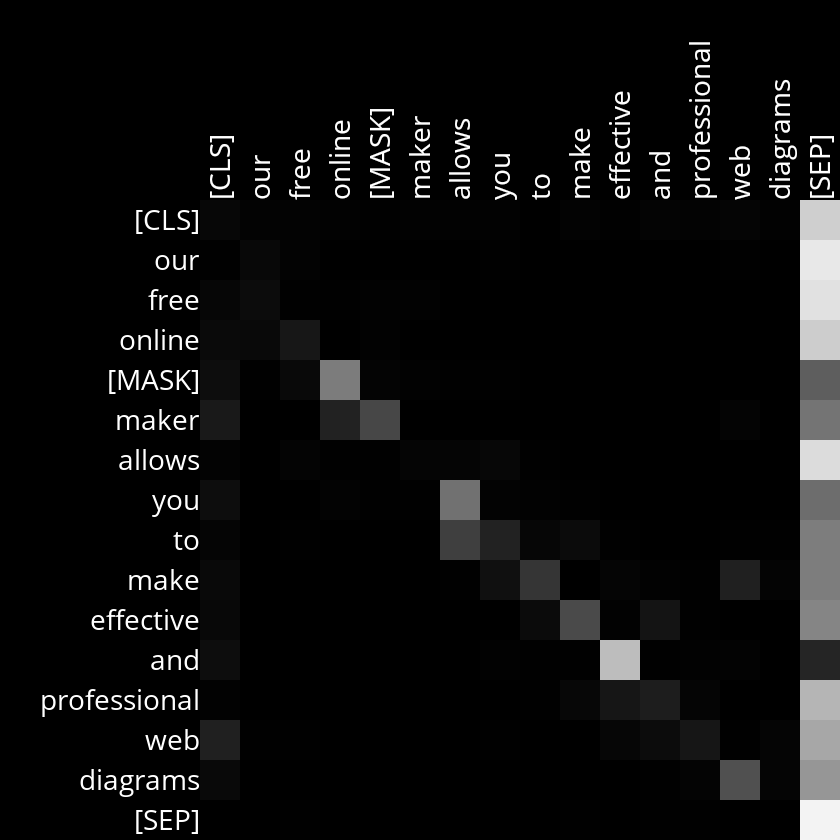 [CLS]
our
free
online
[MASK]
maker
allows
you
to
make
effective
and
professional
web
diagrams
[SEP]
[CLS]
our
free
online
[MASK]
maker
allows
you
to
make
effective
and
professional
web
diagrams
[SEP]